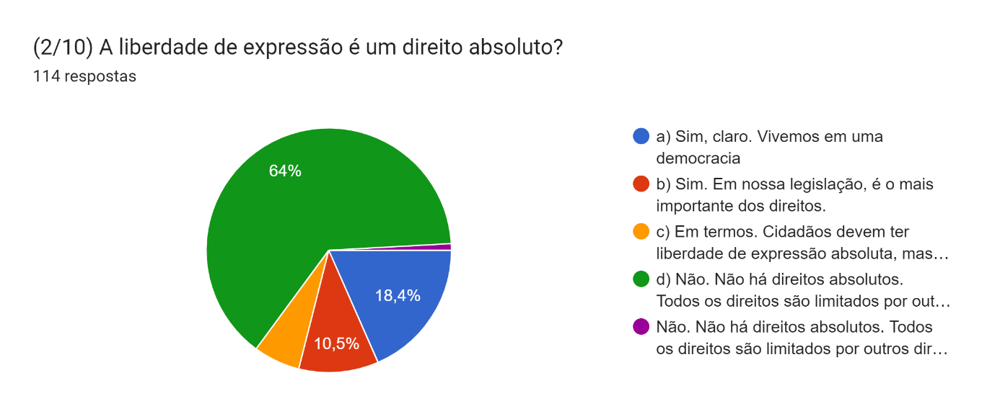 (2/10) A liberdade de expressão é um direito absoluto?
114 respostas
64%
18,4%
10,5%
a) Sim, claro. Vivemos em uma
democracia
b) Sim. Em nossa legislação, é o mais
importante dos direitos.
c) Em termos. Cidadãos devem ter
liberdade de expressão absoluta, mas…
d) Não. Não há direitos absolutos.
Todos os direitos são limitados por out…
Não. Não há direitos absolutos. Todos
os direitos são limitados por outros dir…